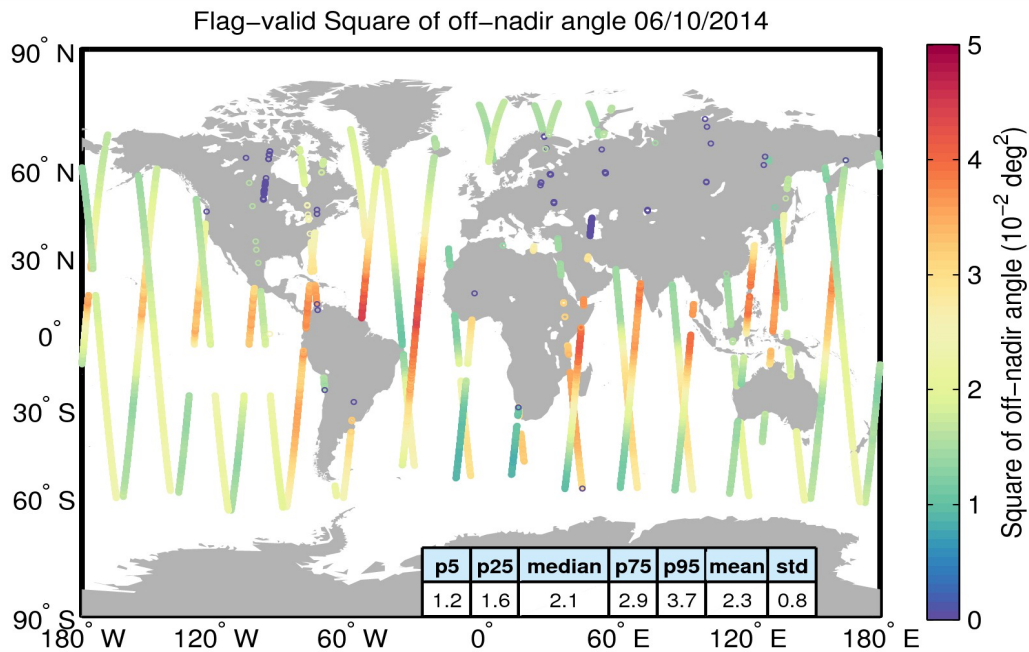 Flag−valid Square of off−nadir angle 06/10/2014
90° N
60° N
30° N
0°
30° S
60° S
90° S
180° W
120° W
60° W
0°
60° E
120° E
180° E
p5 p25 median p75 p95 mean std
1.2 1.6 2.1 2.9 3.7 2.3 0.8
5
4
3
2
1
0
Square of off−nadir angle (10⁻² deg²)